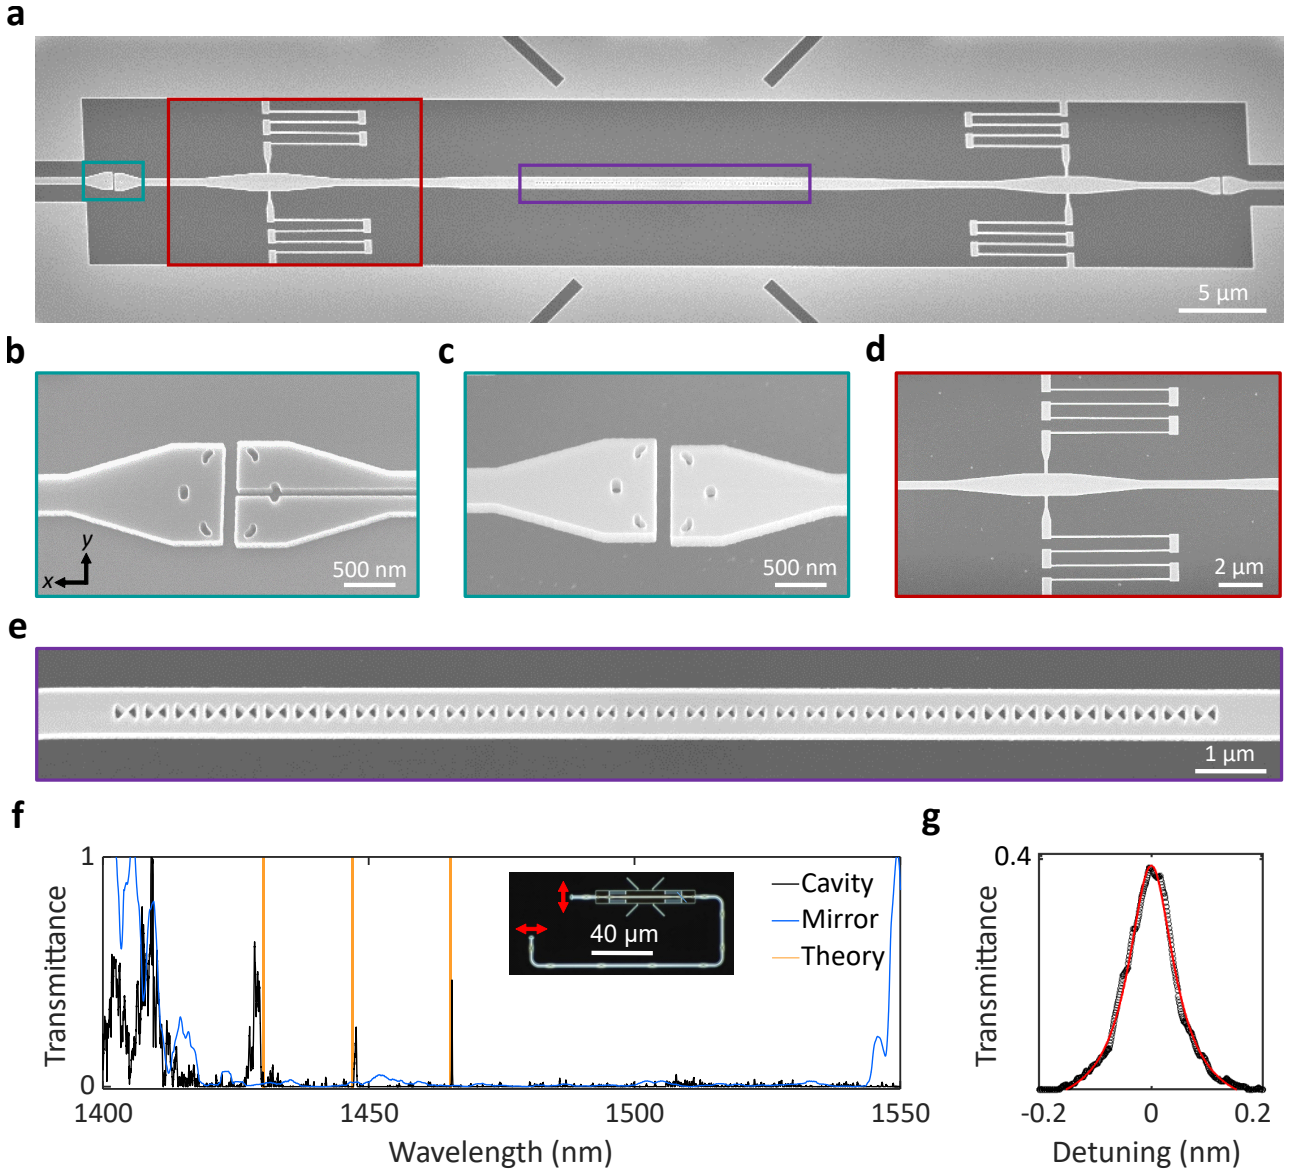 a
5 µm
b
c
d
y
x
500 nm
500 nm
2 µm
e
1 µm
f
g
1
Transmittance
0
40 µm
Cavity
Mirror
Theory
1400
1450
1500
1550
Wavelength (nm)
0.4
Transmittance
-0.2
0
0.2
Detuning (nm)